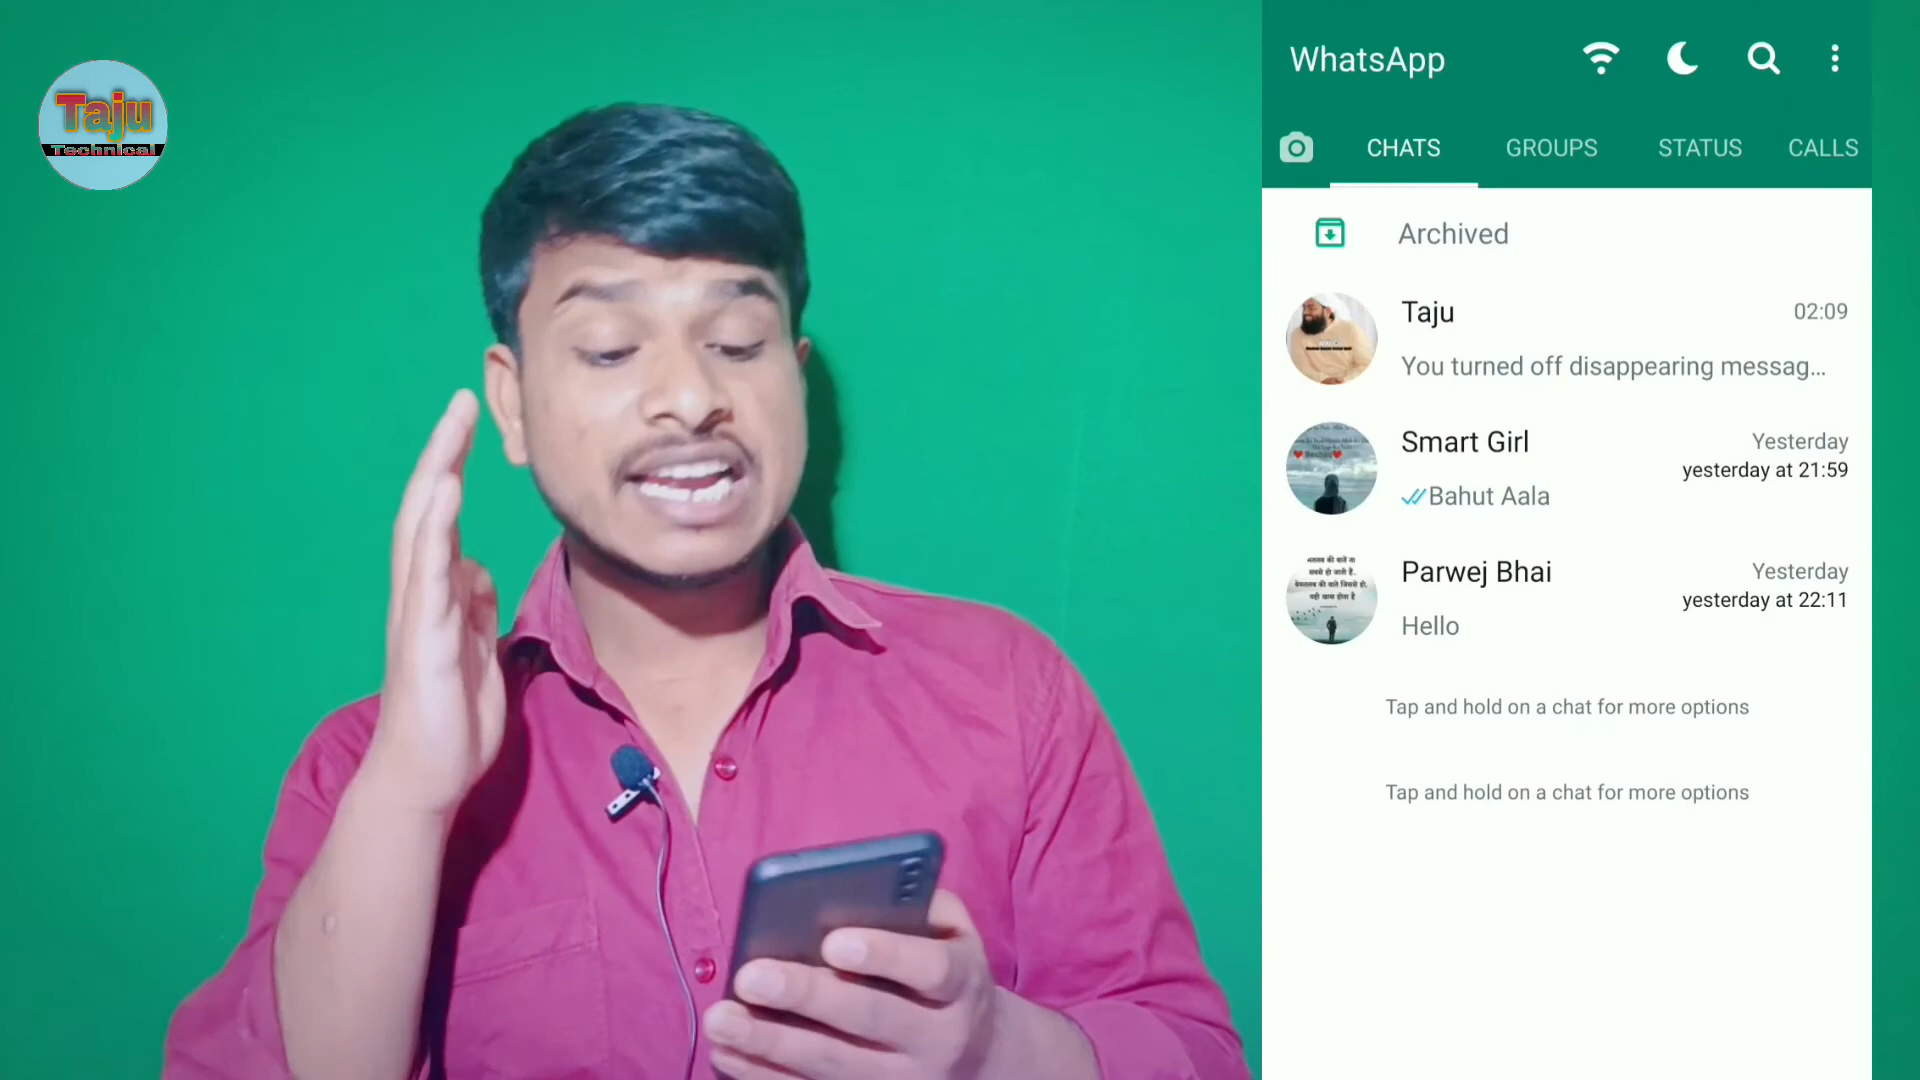 Taju
Technical
WhatsApp
CHATS
GROUPS
STATUS
CALLS
Archived
Taju
02:09
You turned off disappearing messag...
Smart Girl
Yesterday
yesterday at 21:59
Bahut Aala
Parwej Bhai
Yesterday
yesterday at 22:11
Hello
Tap and hold on a chat for more options
Tap and hold on a chat for more options